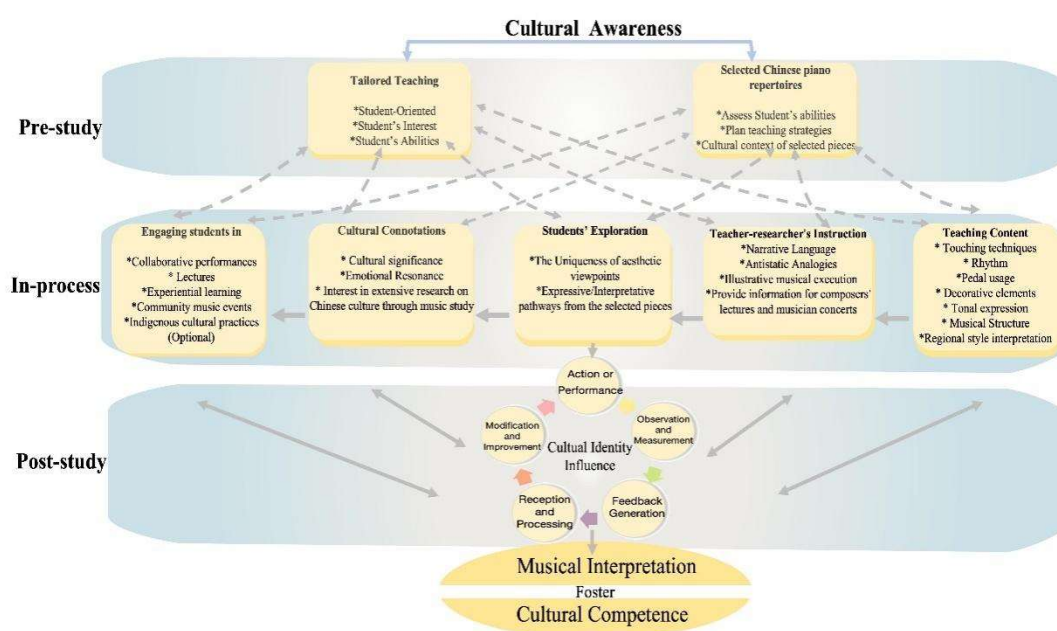 Cultural Awareness
Pre-study
Tailored Teaching
*Student-Oriented
*Student's Interest
*Student's Abilities
Selected Chinese piano
repertoires
*Assess Student's abilities
*Plan teaching strategies
*Cultural context of selected pieces
In-process
Engaging students in
*Collaborative performances
*Lectures
*Experiential learning
*Community music events
*Indigenous cultural practices
(Optional)
Cultural Connotations
* Cultural significance
*Emotional Resonance
*Interest in extensive research on
Chinese culture through music study
Students' Exploration
*The Uniqueness of aesthetic
viewpoints
*Expressive/Interpretative
pathways from the selected pieces
Teacher-researcher's Instruction
*Narrative Language
*Antistatic Analogies
*Illustrative musical execution
*Provide information for composers'
lectures and musician concerts
Teaching Content
* Touching techniques
* Rhythm
*Pedal usage
*Decorative elements
* Tonal expression
* Musical Structure
*Regional style interpretation
Post-study
Action or
Performance
Observation and
Measurement
Feedback
Generation
Reception
and
Processing
Modification
and
Improvement
Cultual Identity
Influence
Musical Interpretation
Foster
Cultural Competence